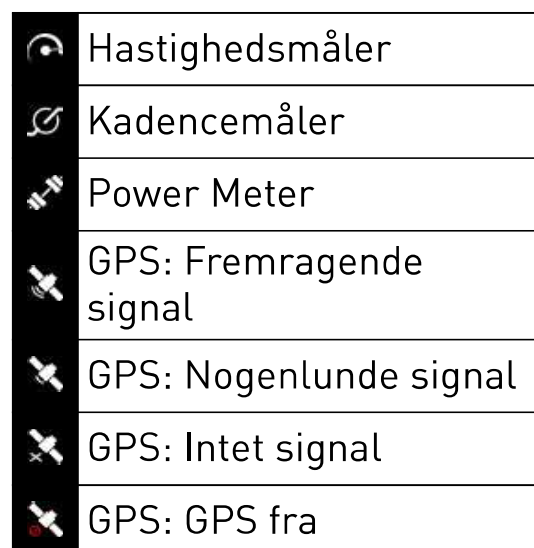 Hastighedsmåler
Kadencemåler
Power Meter
GPS: Fremragende
signal
GPS: Nogenlunde signal
GPS: Intet signal
GPS: GPS fra